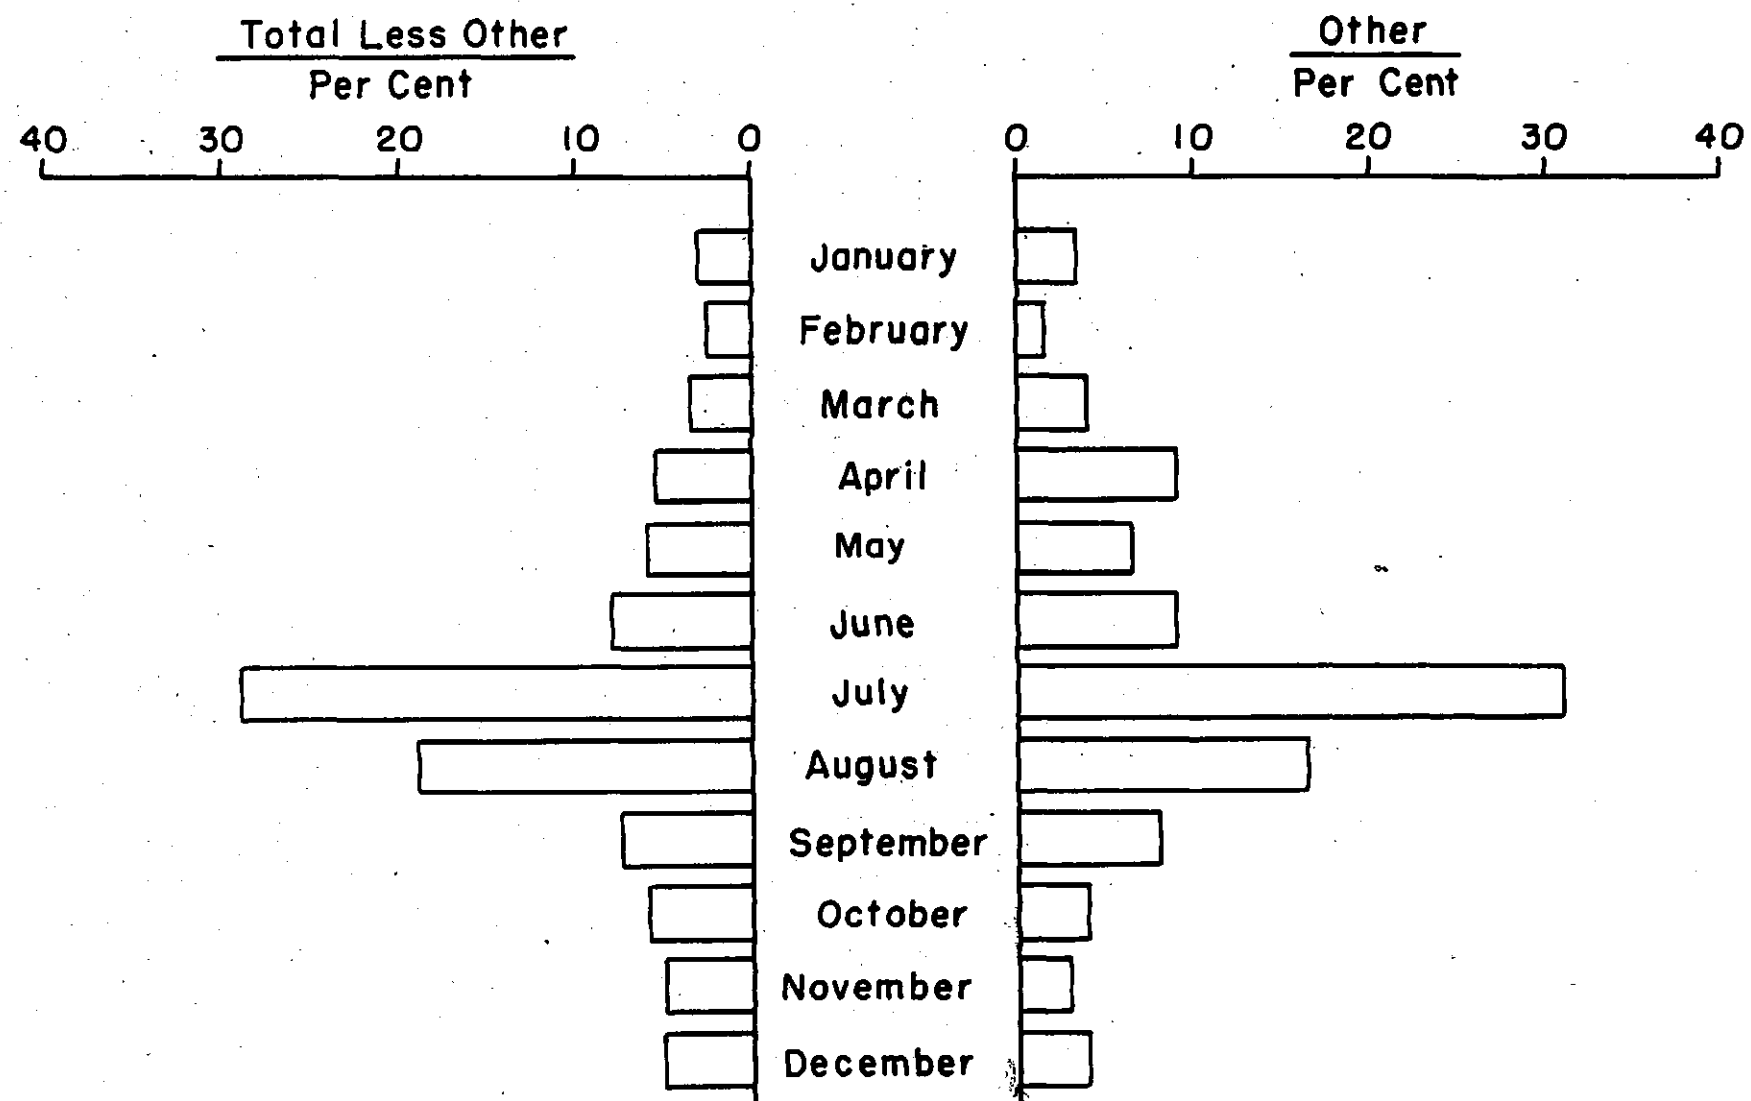 Total Less Other
Per Cent
Other
Per Cent
40 30 20 10 0
0 10 20 30 40
January
February
March
April
May
June
July
August
September
October
November
December